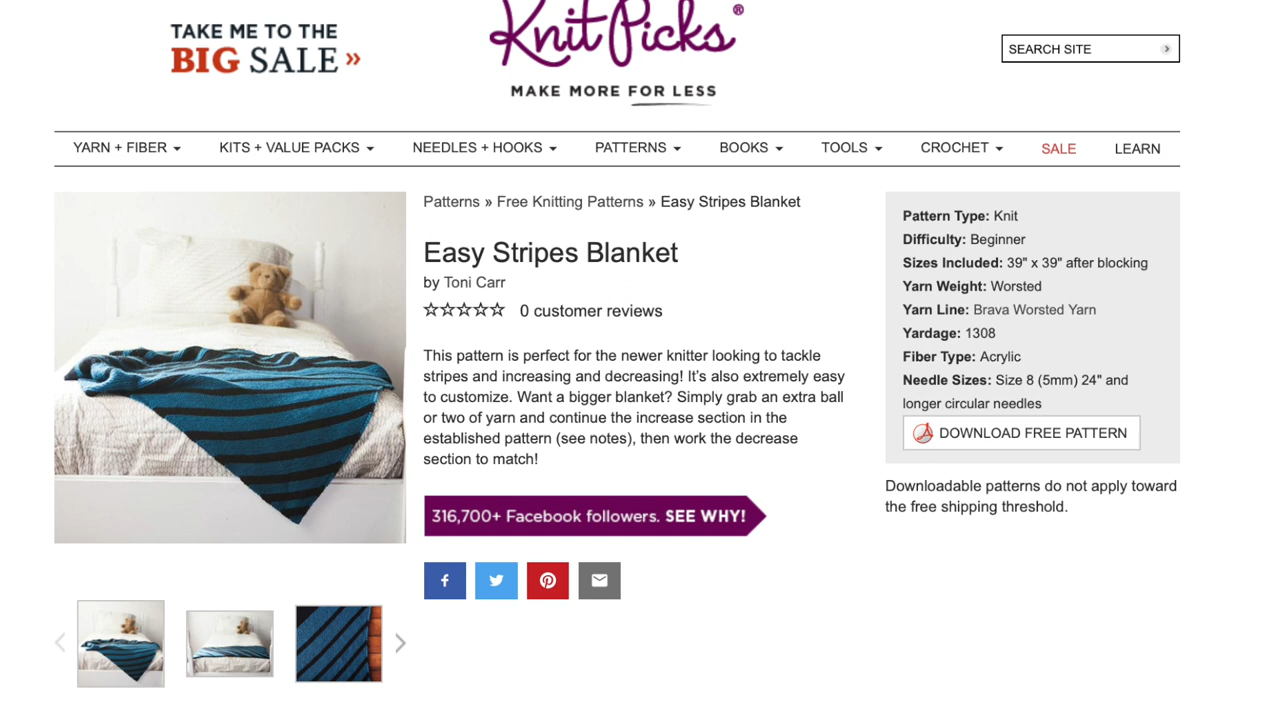 TAKE ME TO THE
BIG SALE »
KnitPicks®
MAKE MORE FOR LESS
SEARCH SITE
YARN + FIBER KITS + VALUE PACKS NEEDLES + HOOKS PATTERNS BOOKS TOOLS CROCHET SALE LEARN
Patterns » Free Knitting Patterns » Easy Stripes Blanket
Easy Stripes Blanket
by Toni Carr
0 customer reviews
This pattern is perfect for the newer knitter looking to tackle
stripes and increasing and decreasing! It's also extremely easy
to customize. Want a bigger blanket? Simply grab an extra ball
or two of yarn and continue the increase section in the
established pattern (see notes), then work the decrease
section to match!
316,700+ Facebook followers. SEE WHY!
Pattern Type: Knit
Difficulty: Beginner
Sizes Included: 39" x 39" after blocking
Yarn Weight: Worsted
Yarn Line: Brava Worsted Yarn
Yardage: 1308
Fiber Type: Acrylic
Needle Sizes: Size 8 (5mm) 24" and
longer circular needles
DOWNLOAD FREE PATTERN
Downloadable patterns do not apply toward
the free shipping threshold.